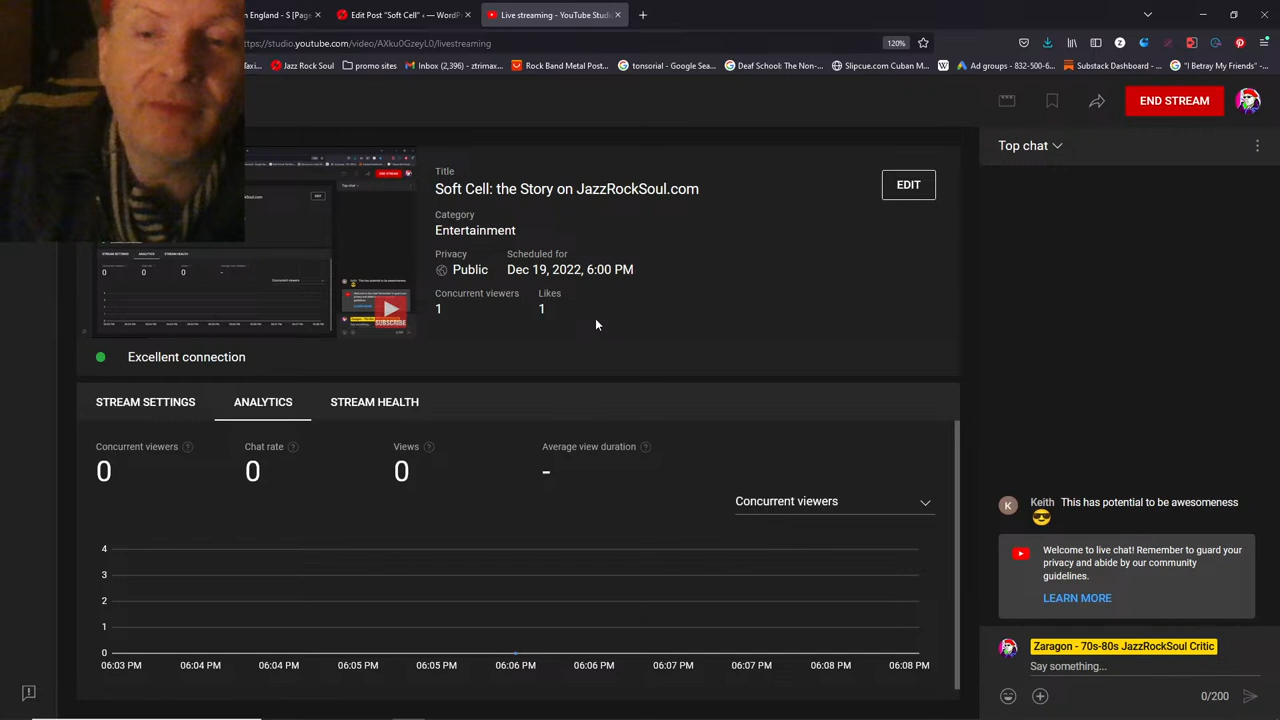 n England - S [Page
Edit Post “Soft Cell” ‹ — WordP
Live streaming - YouTube Studi
https://studio.youtube.com/video/AXku0GzeyL0/livestreaming
120%
Jazz Rock Soul
promo sites
Inbox (2,396) - ztrimax...
Rock Band Metal Post...
tonsorial - Google Sea...
Deaf School: The Non-...
Slipcue.com Cuban M...
Ad groups - 832-500-6...
Substack Dashboard -...
"I Betray My Friends" -...
END STREAM
Top chat
Title
Soft Cell: the Story on JazzRockSoul.com
EDIT
Category
Entertainment
Privacy
Scheduled for
Public
Dec 19, 2022, 6:00 PM
Concurrent viewers
Likes
1
1
SUBSCRIBE
Excellent connection
STREAM SETTINGS
ANALYTICS
STREAM HEALTH
Concurrent viewers
Chat rate
Views
Average view duration
0
0
0
-
Concurrent viewers
4
3
2
1
0
06:03 PM
06:04 PM
06:04 PM
06:05 PM
06:05 PM
06:06 PM
06:06 PM
06:07 PM
06:07 PM
06:08 PM
06:08 PM
K
Keith This has potential to be awesomeness
Welcome to live chat! Remember to guard your
privacy and abide by our community
guidelines.
LEARN MORE
Zaragon - 70s-80s JazzRockSoul Critic
Say something...
0/200